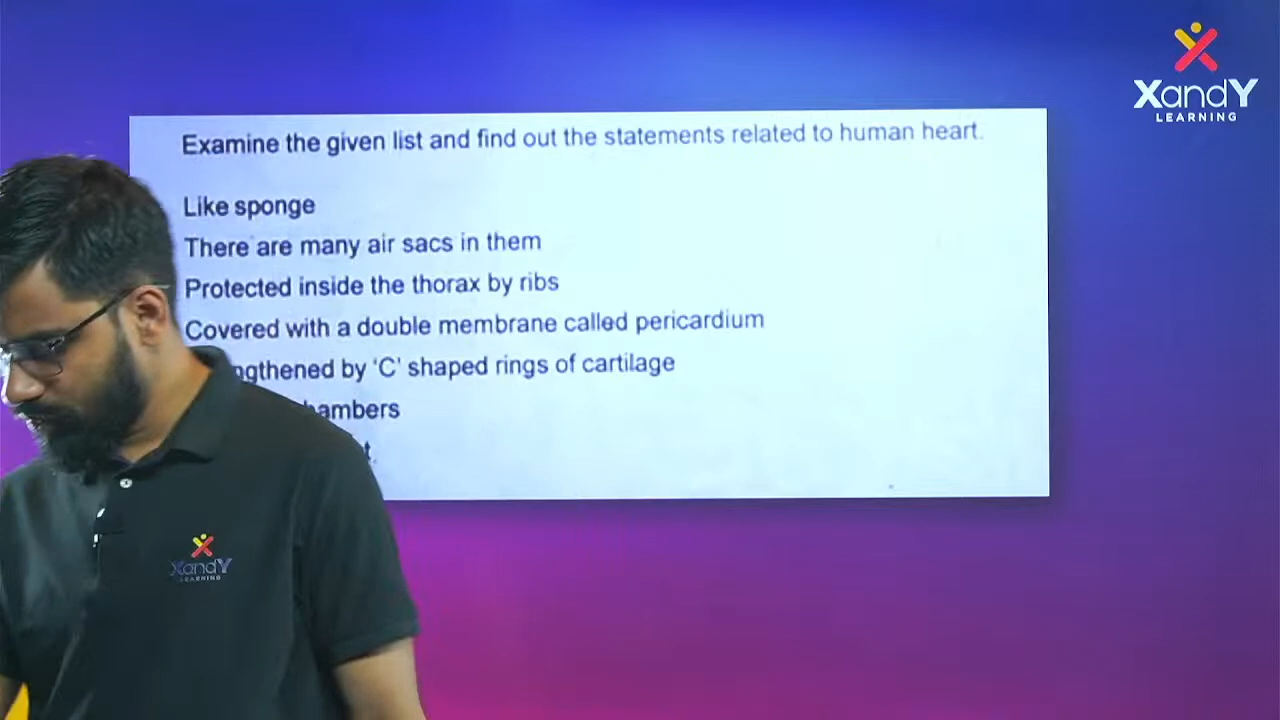 XandY
LEARNING
Examine the given list and find out the statements related to human heart.
Like sponge
There are many air sacs in them
Protected inside the thorax by ribs
Covered with a double membrane called pericardium
by 'C' shaped rings of cartilage
XandY
LEARNING